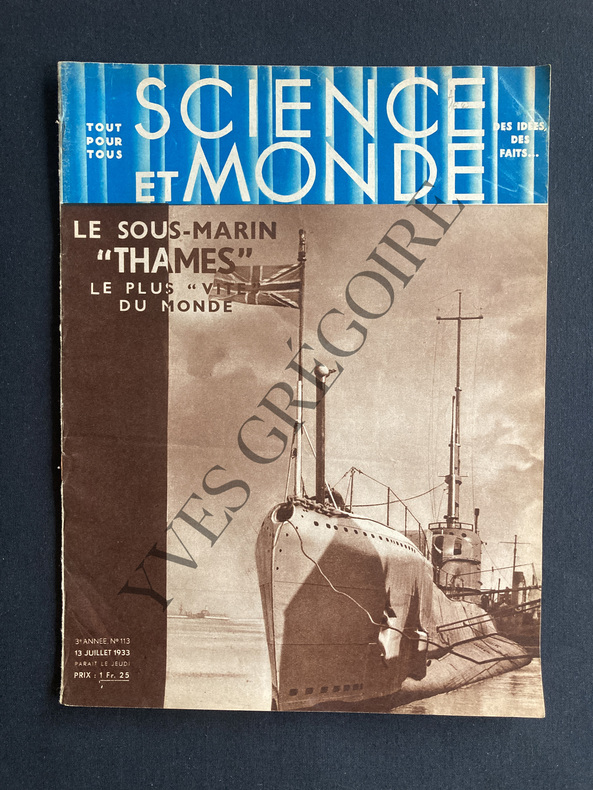 SCIENCE
ET MONDE
TOUT
POUR
TOUS
DES IDÉES,
DES
FAITS...
LE SOUS-MARIN
"THAMES"
LE PLUS "VITE"
DU MONDE
YVES GRÉGOIRE
3e ANNÉE. No 113
13 JUILLET 1933
PARAIT LE JEUDI
PRIX : 1 Fr. 25